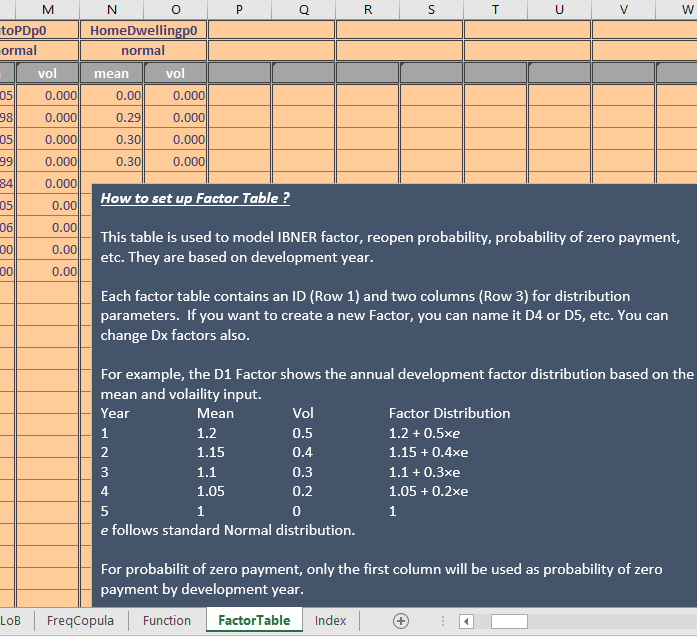 M N O P Q R S T U V W
toPDp0 HomeDwellingp0
normal normal
vol mean vol
05 0.000 0.00 0.000
98 0.000 0.29 0.000
05 0.000 0.30 0.000
99 0.000 0.30 0.000
84 0.000
05 0.00
06 0.00
00 0.00
00 0.00
How to set up Factor Table ?
This table is used to model IBNER factor, reopen probability, probability of zero payment,
etc. They are based on development year.
Each factor table contains an ID (Row 1) and two columns (Row 3) for distribution
parameters.  If you want to create a new Factor, you can name it D4 or D5, etc. You can
change Dx factors also.
For example, the D1 Factor shows the annual development factor distribution based on the
mean and volaility input.
Year Mean Vol Factor Distribution
1 1.2 0.5 1.2 + 0.5×e
2 1.15 0.4 1.15 + 0.4×e
3 1.1 0.3 1.1 + 0.3×e
4 1.05 0.2 1.05 + 0.2×e
5 1 0 1
e follows standard Normal distribution.
For probabilit of zero payment, only the first column will be used as probability of zero
payment by development year.
LoB FreqCopula Function FactorTable Index